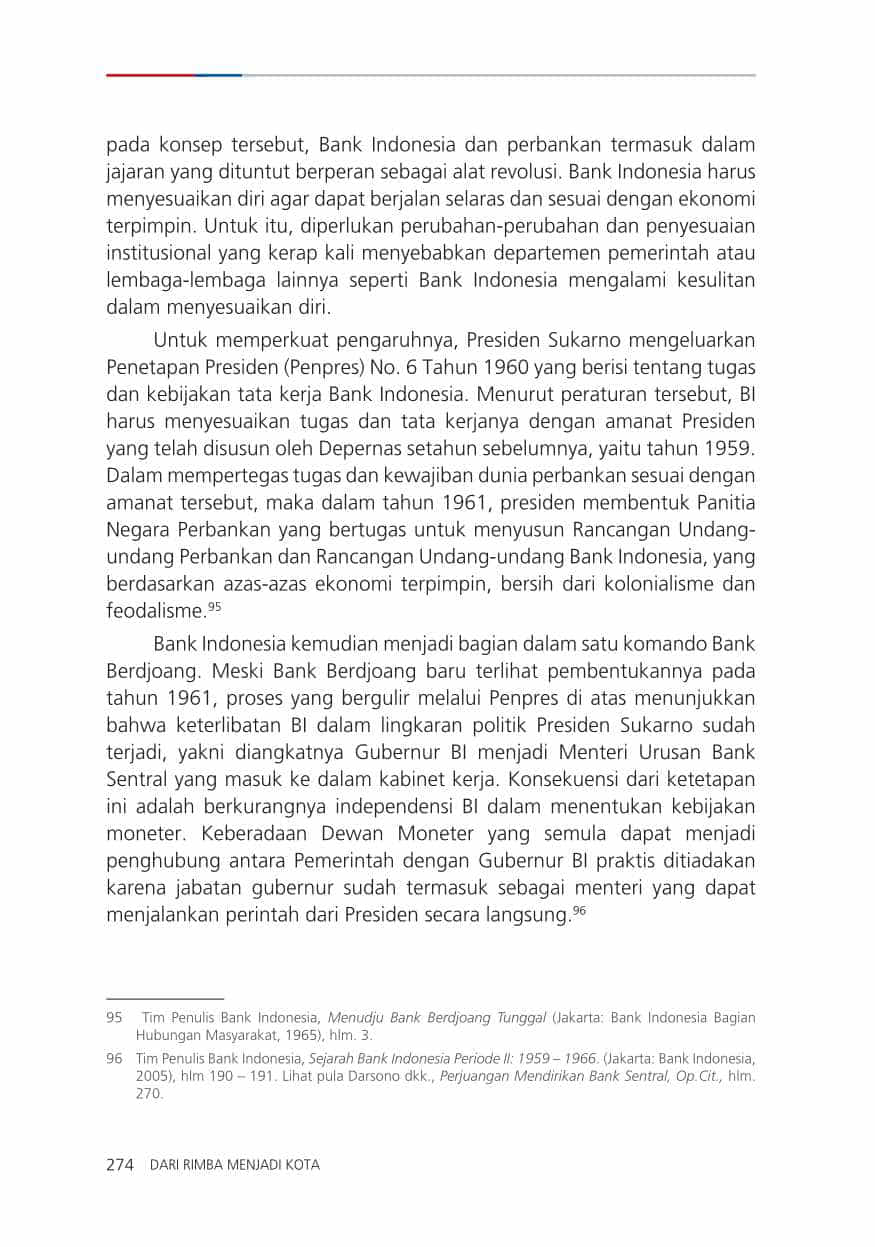 pada konsep tersebut, Bank Indonesia dan perbankan termasuk dalam
jajaran yang dituntut berperan sebagai alat revolusi. Bank Indonesia harus
menyesuaikan diri agar dapat berjalan selaras dan sesuai dengan ekonomi
terpimpin. Untuk itu, diperlukan perubahan-perubahan dan penyesuaian
institusional yang kerap kali menyebabkan departemen pemerintah atau
lembaga-lembaga lainnya seperti Bank Indonesia mengalami kesulitan
dalam menyesuaikan diri.
Untuk memperkuat pengaruhnya, Presiden Sukarno mengeluarkan
Penetapan Presiden (Penpres) No. 6 Tahun 1960 yang berisi tentang tugas
dan kebijakan tata kerja Bank Indonesia. Menurut peraturan tersebut, BI
harus menyesuaikan tugas dan tata kerjanya dengan amanat Presiden
yang telah disusun oleh Depernas setahun sebelumnya, yaitu tahun 1959.
Dalam mempertegas tugas dan kewajiban dunia perbankan sesuai dengan
amanat tersebut, maka dalam tahun 1961, presiden membentuk Panitia
Negara Perbankan yang bertugas untuk menyusun Rancangan Undang-
undang Perbankan dan Rancangan Undang-undang Bank Indonesia, yang
berdasarkan azas-azas ekonomi terpimpin, bersih dari kolonialisme dan
feodalisme.95
Bank Indonesia kemudian menjadi bagian dalam satu komando Bank
Berdjoang. Meski Bank Berdjoang baru terlihat pembentukannya pada
tahun 1961, proses yang bergulir melalui Penpres di atas menunjukkan
bahwa keterlibatan BI dalam lingkaran politik Presiden Sukarno sudah
terjadi, yakni diangkatnya Gubernur BI menjadi Menteri Urusan Bank
Sentral yang masuk ke dalam kabinet kerja. Konsekuensi dari ketetapan
ini adalah berkurangnya independensi BI dalam menentukan kebijakan
moneter. Keberadaan Dewan Moneter yang semula dapat menjadi
penghubung antara Pemerintah dengan Gubernur BI praktis ditiadakan
karena jabatan gubernur sudah termasuk sebagai menteri yang dapat
menjalankan perintah dari Presiden secara langsung.96
95 Tim Penulis Bank Indonesia, Menudju Bank Berdjoang Tunggal (Jakarta: Bank Indonesia Bagian
Hubungan Masyarakat, 1965), hlm. 3.
96 Tim Penulis Bank Indonesia, Sejarah Bank Indonesia Periode II: 1959 – 1966. (Jakarta: Bank Indonesia,
2005), hlm 190 – 191. Lihat pula Darsono dkk., Perjuangan Mendirikan Bank Sentral, Op.Cit., hlm.
270.
274 DARI RIMBA MENJADI KOTA